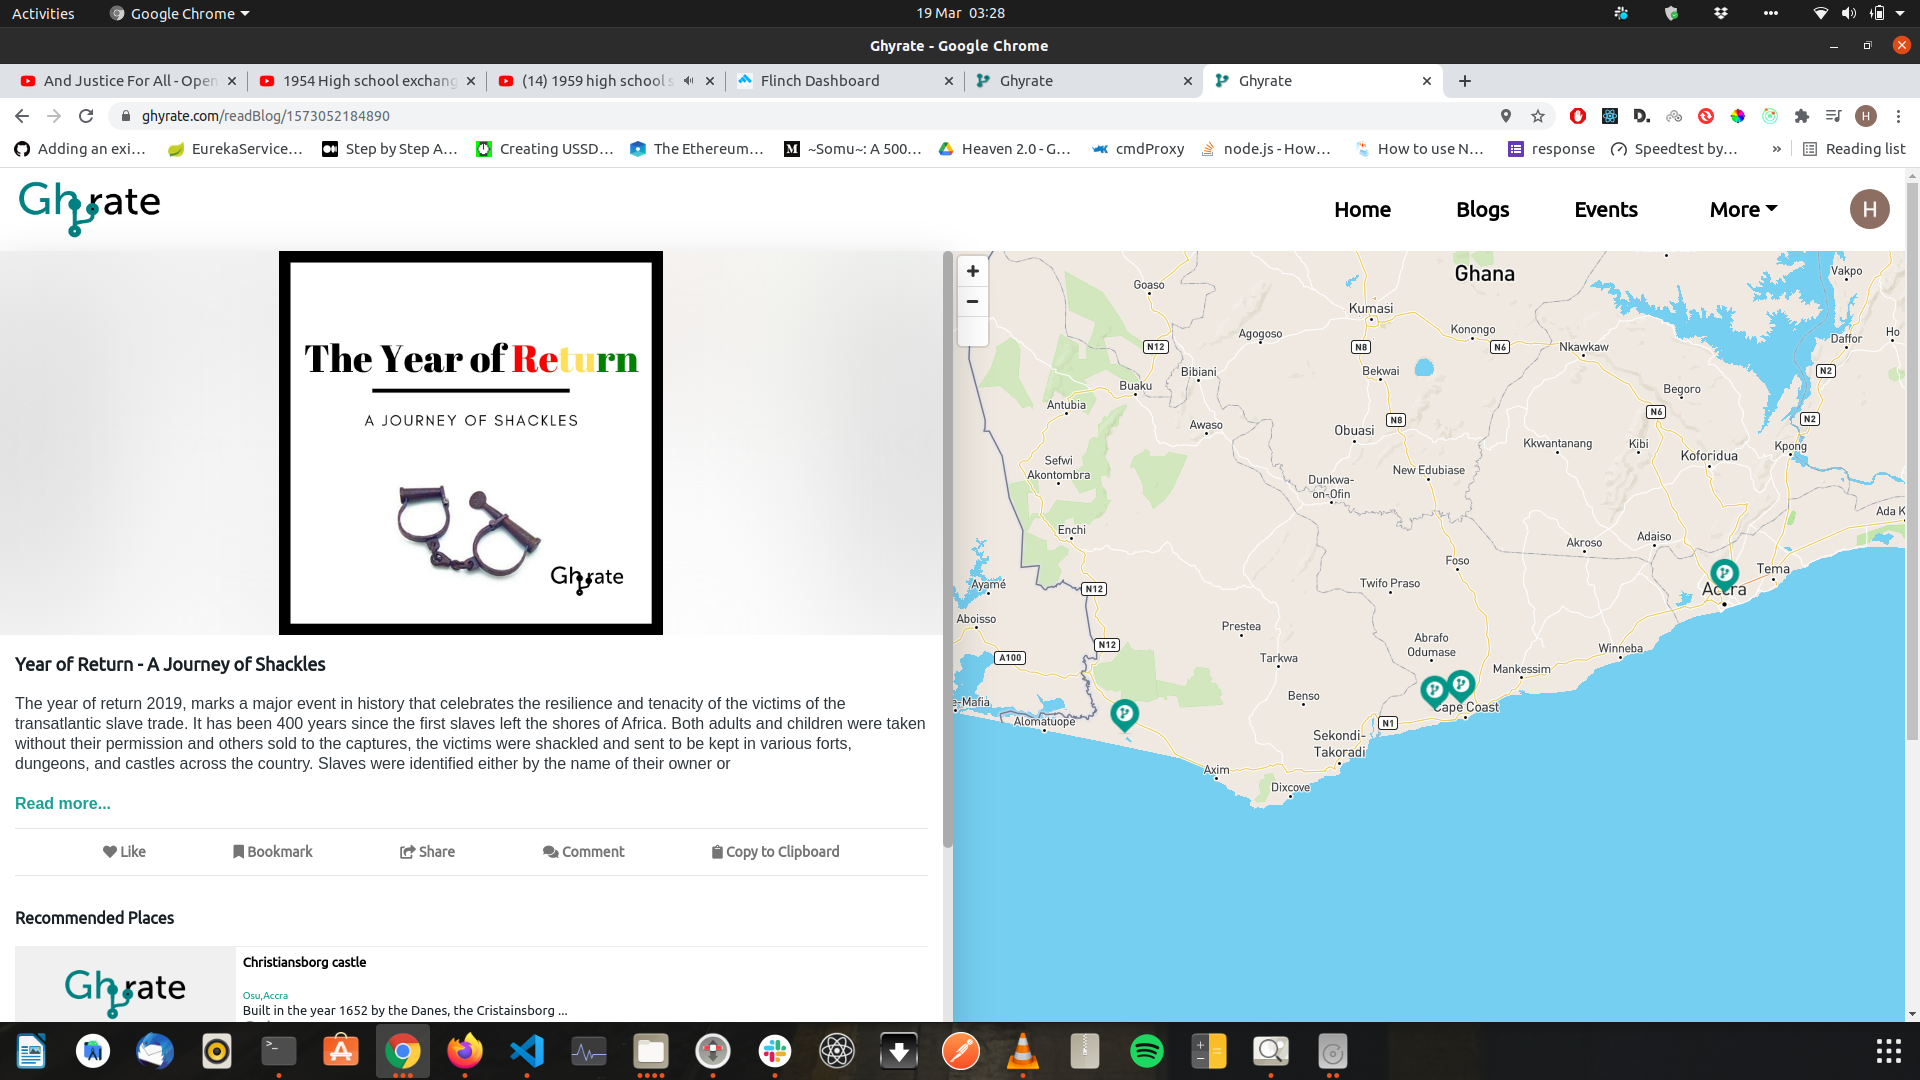 Activities
Google Chrome
19 Mar 03:28
Ghyrate - Google Chrome
And Justice For All - Open
1954 High school exchang
(14) 1959 high school s
Flinch Dashboard
Ghyrate
Ghyrate
ghyrate.com/readBlog/1573052184890
H
Adding an exi…
EurekaService…
Step by Step A…
Creating USSD…
The Ethereum…
~Somu~: A 500…
Heaven 2.0 - G…
cmdProxy
node.js - How…
How to use N…
response
Speedtest by…
»
Reading list
Ghyrate
Home
Blogs
Events
More
H
The Year of Return
A JOURNEY OF SHACKLES
Ghyrate
Year of Return - A Journey of Shackles
The year of return 2019, marks a major event in history that celebrates the resilience and tenacity of the victims of the
transatlantic slave trade. It has been 400 years since the first slaves left the shores of Africa. Both adults and children were taken
without their permission and others sold to the captures, the victims were shackled and sent to be kept in various forts,
dungeons, and castles across the country. Slaves were identified either by the name of their owner or
Read more...
Like
Bookmark
Share
Comment
Copy to Clipboard
Recommended Places
Ghyrate
Christiansborg castle
Osu,Accra
Built in the year 1652 by the Danes, the Cristainsborg ...
+
−
Ghana
Vakpo
Goaso
Kumasi
Konongo
Agogoso
Nkawkaw
Daffor
Ho
N12
N8
N6
Bibiani
Bekwai
N2
Buaku
Begoro
Antubia
N8
N6
N2
Awaso
Obuasi
Kkwantanang
Kibi
Kpong
Koforidua
Sefwi
Akontombra
New Edubiase
Dunkwa-
on-Ofin
Ada K
Enchi
Akroso
Adaiso
Foso
Tema
Ayamé
N12
Twifo Praso
Accra
Aboisso
Prestea
Abrafo
Odumase
N12
A100
Tarkwa
Winneba
Mankessim
Benso
e-Mafia
Cape Coast
Alomatuope
N1
Sekondi-
Takoradi
Axim
Dixcove